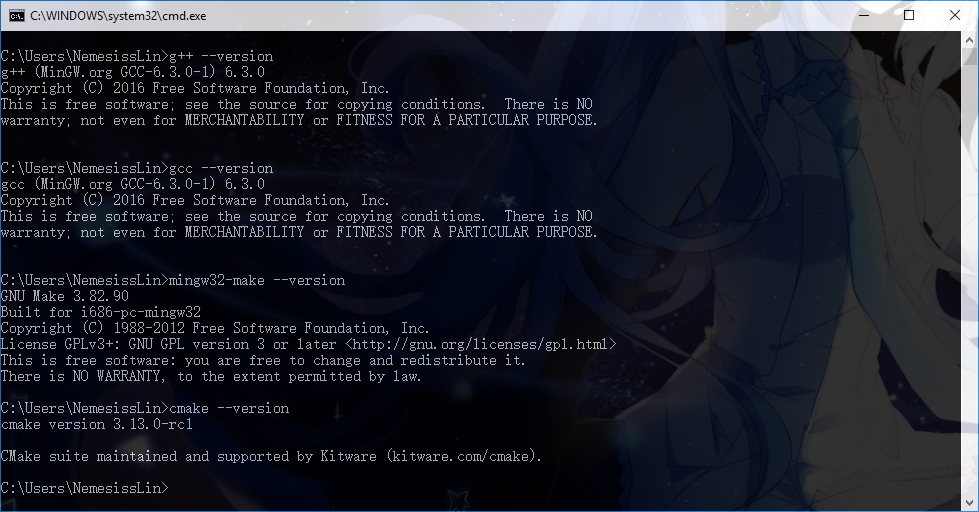 C:\WINDOWS\system32\cmd.exe
C:\Users\NemesissLin>g++ --version
g++ (MinGW.org GCC-6.3.0-1) 6.3.0
Copyright (C) 2016 Free Software Foundation, Inc.
This is free software; see the source for copying conditions.  There is NO
warranty; not even for MERCHANTABILITY or FITNESS FOR A PARTICULAR PURPOSE.
C:\Users\NemesissLin>gcc --version
gcc (MinGW.org GCC-6.3.0-1) 6.3.0
Copyright (C) 2016 Free Software Foundation, Inc.
This is free software; see the source for copying conditions.  There is NO
warranty; not even for MERCHANTABILITY or FITNESS FOR A PARTICULAR PURPOSE.
C:\Users\NemesissLin>mingw32-make --version
GNU Make 3.82.90
Built for i686-pc-mingw32
Copyright (C) 1988-2012 Free Software Foundation, Inc.
License GPLv3+: GNU GPL version 3 or later <http://gnu.org/licenses/gpl.html>
This is free software: you are free to change and redistribute it.
There is NO WARRANTY, to the extent permitted by law.
C:\Users\NemesissLin>cmake --version
cmake version 3.13.0-rc1
CMake suite maintained and supported by Kitware (kitware.com/cmake).
C:\Users\NemesissLin>